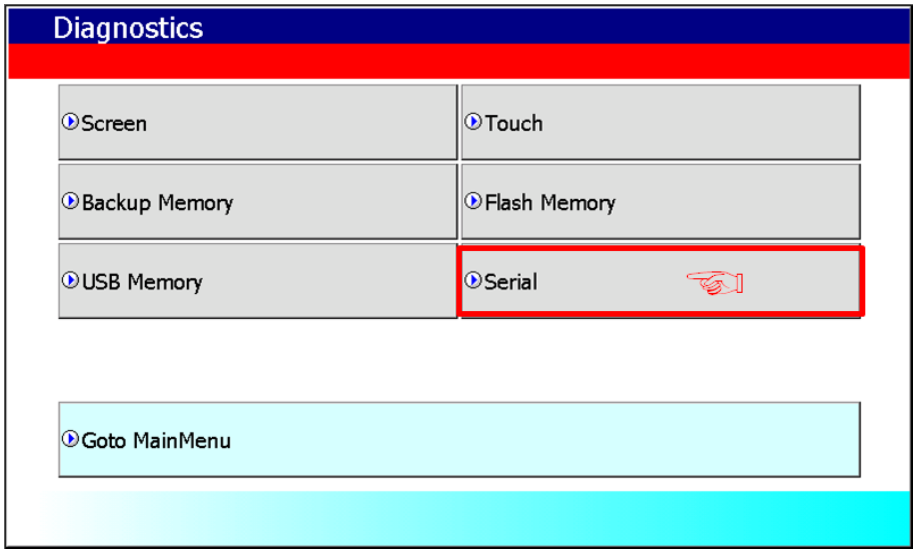 Diagnostics
Screen
Touch
Backup Memory
Flash Memory
USB Memory
Serial
Goto MainMenu